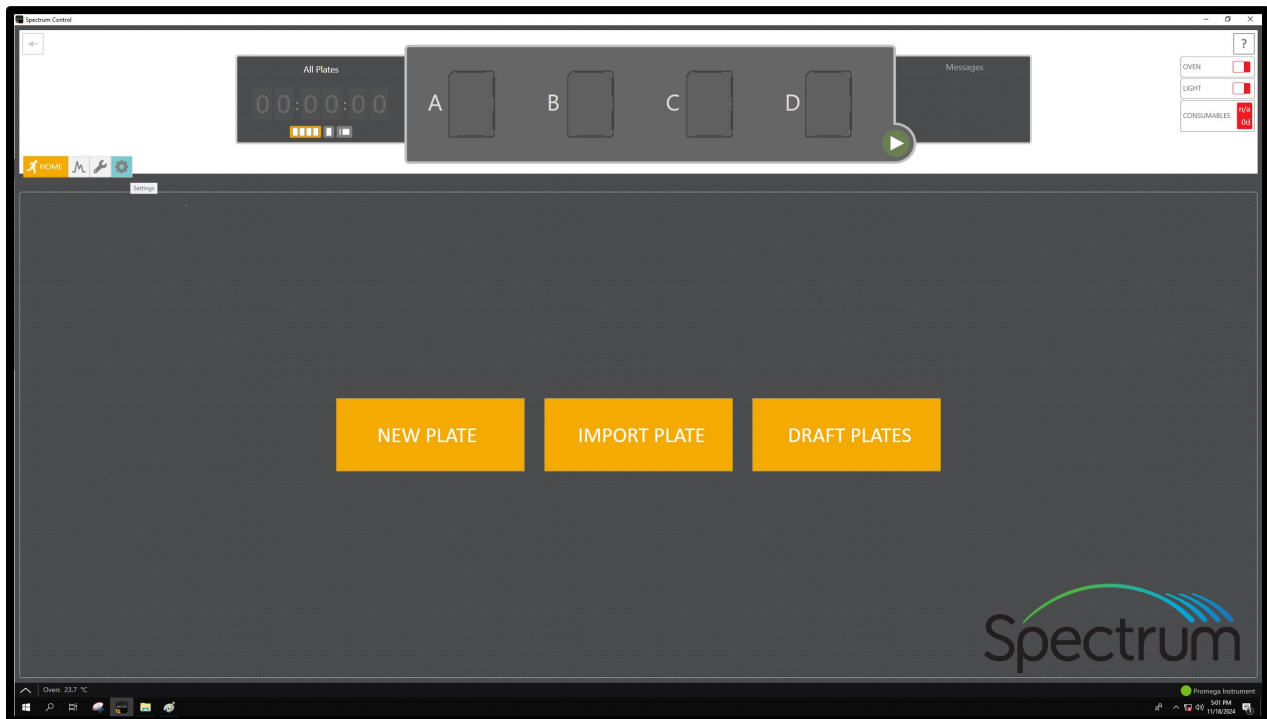 Spectrum Control
?
All Plates
Messages
OVEN
LIGHT
CONSUMABLES
n/a
0d
00:00:00
A
B
C
D
HOME
Settings
NEW PLATE
IMPORT PLATE
DRAFT PLATES
Spectrum
Oven: 23.7 °C
Promega Instrument
5:01 PM
11/18/2024